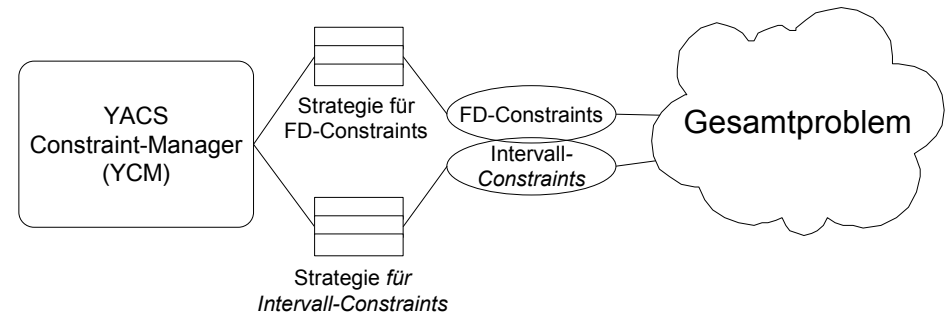 YACS
Constraint-Manager
(YCM)
Strategie für
FD-Constraints
Strategie für
Intervall-Constraints
FD-Constraints
Intervall-
Constraints
Gesamtproblem